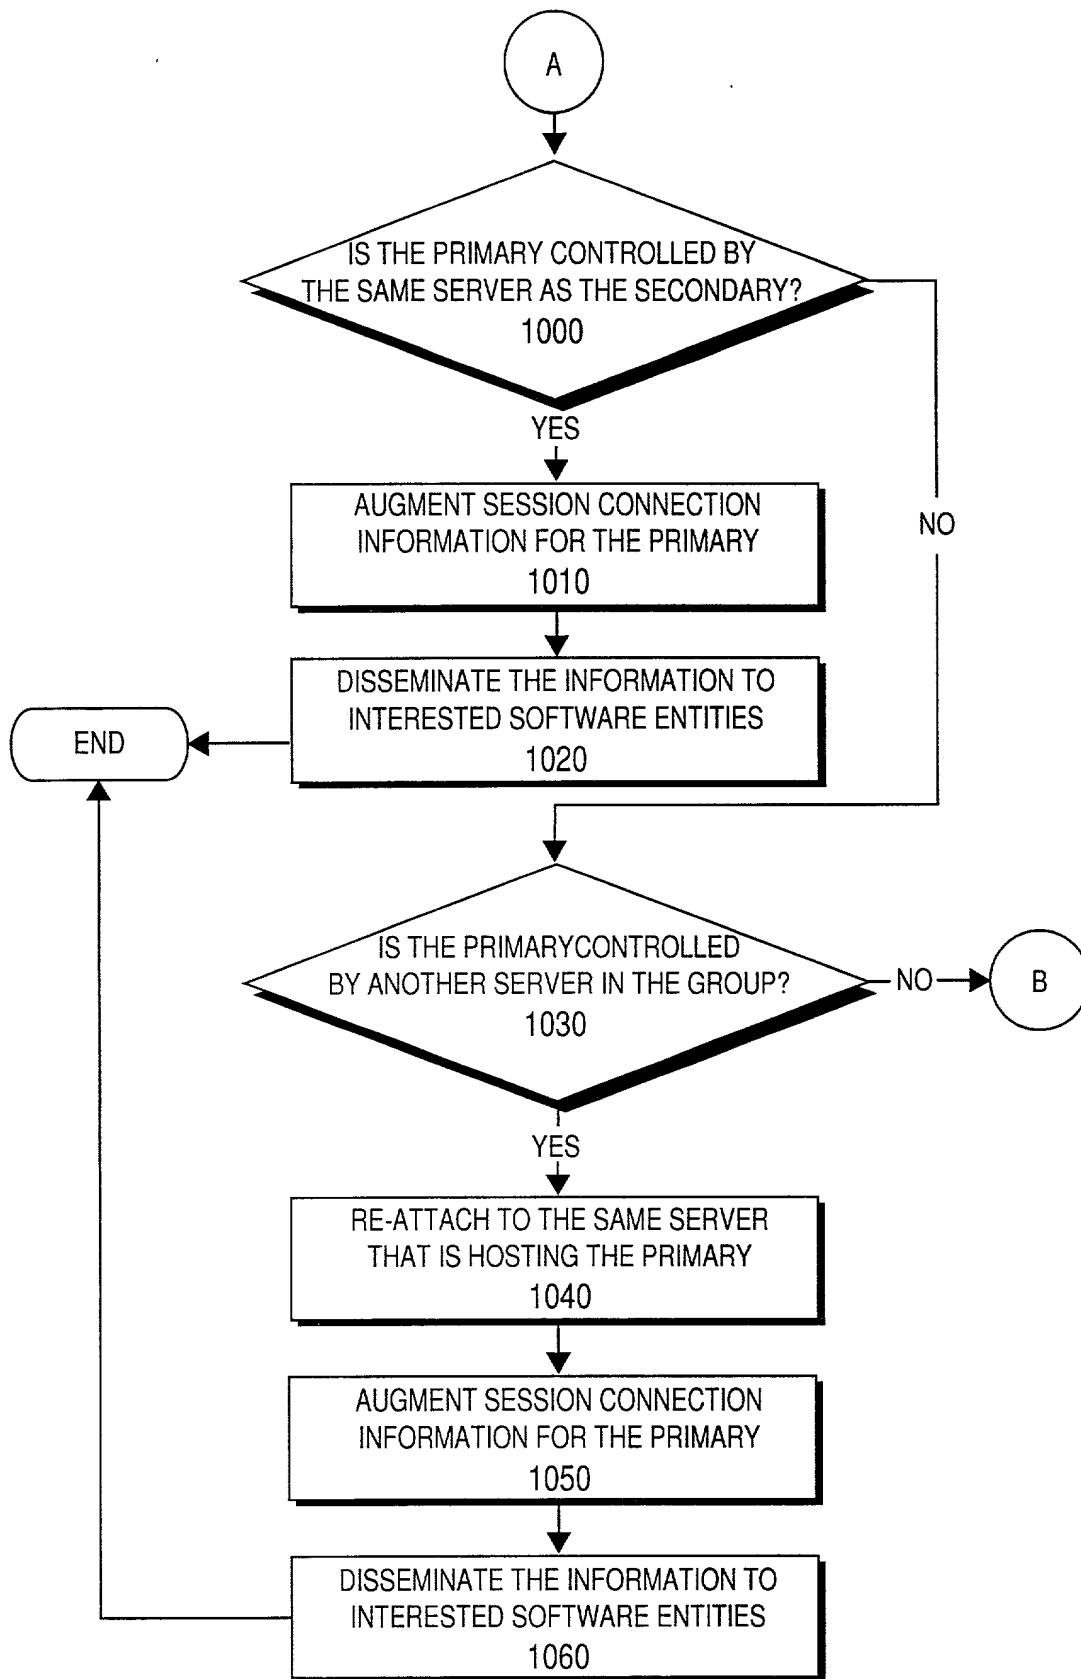 A
IS THE PRIMARY CONTROLLED BY
THE SAME SERVER AS THE SECONDARY?
1000
YES
NO
AUGMENT SESSION CONNECTION
INFORMATION FOR THE PRIMARY
1010
DISSEMINATE THE INFORMATION TO
INTERESTED SOFTWARE ENTITIES
1020
END
IS THE PRIMARYCONTROLLED
BY ANOTHER SERVER IN THE GROUP?
1030
NO
B
YES
RE-ATTACH TO THE SAME SERVER
THAT IS HOSTING THE PRIMARY
1040
AUGMENT SESSION CONNECTION
INFORMATION FOR THE PRIMARY
1050
DISSEMINATE THE INFORMATION TO
INTERESTED SOFTWARE ENTITIES
1060